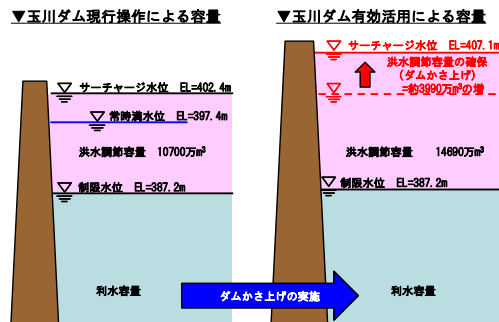 ▼玉川ダム現行操作による容量
サーチャージ水位 EL=402.4m
常時満水位 EL=397.4m
洪水調節容量 10700万m³
制限水位 EL=387.2m
利水容量
▼玉川ダム有効活用による容量
サーチャージ水位 EL=407.1m
洪水調節容量の確保
(ダムかさ上げ)
=約3990万m³の増
洪水調節容量 14690万m³
制限水位 EL=387.2m
利水容量
ダムかさ上げの実施